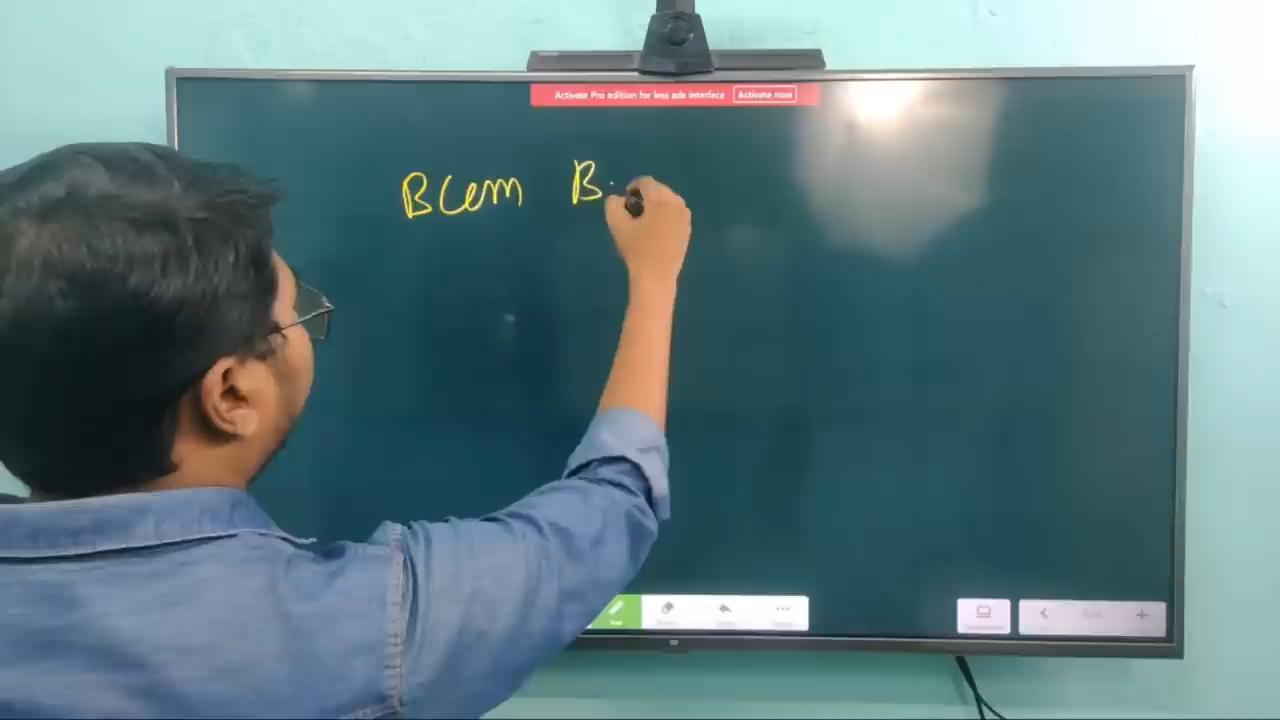 Activate Pro edition for less ads interface Activate now
BCom B